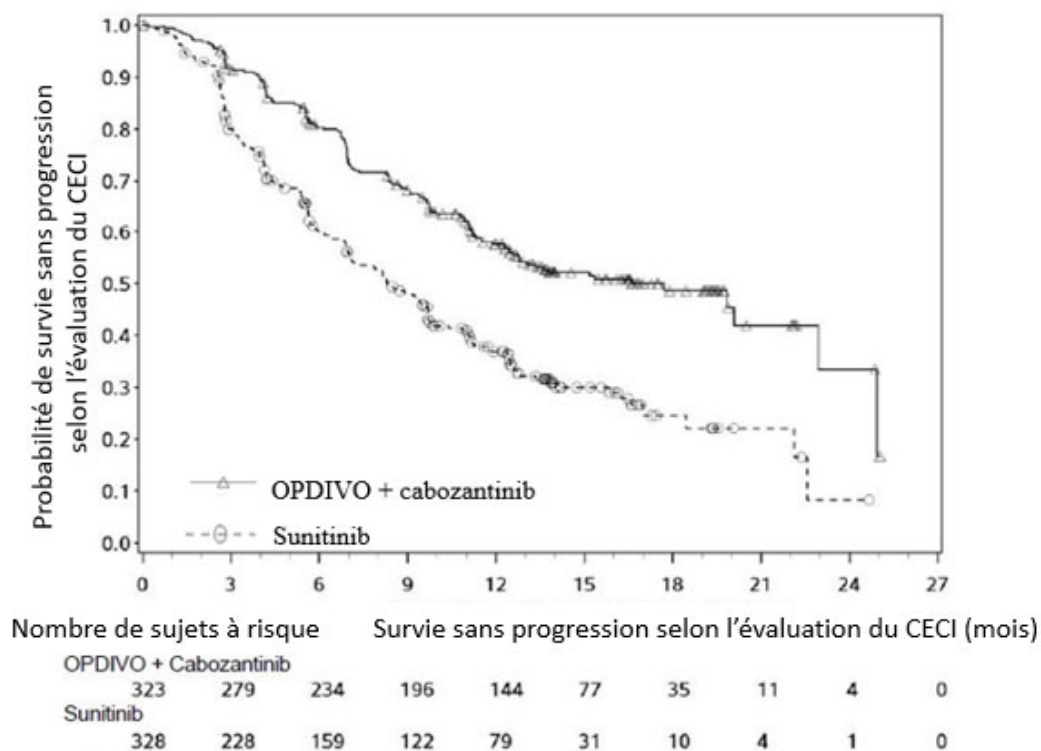 Probabilité de survie sans progression
selon l'évaluation du CECI
1.0
0.9
0.8
0.7
0.6
0.5
0.4
0.3
0.2
0.1
0.0
OPDIVO + cabozantinib
Sunitinib
0 3 6 9 12 15 18 21 24 27
Nombre de sujets à risque Survie sans progression selon l'évaluation du CECI (mois)
OPDIVO + Cabozantinib
323 279 234 196 144 77 35 11 4 0
Sunitinib
328 228 159 122 79 31 10 4 1 0